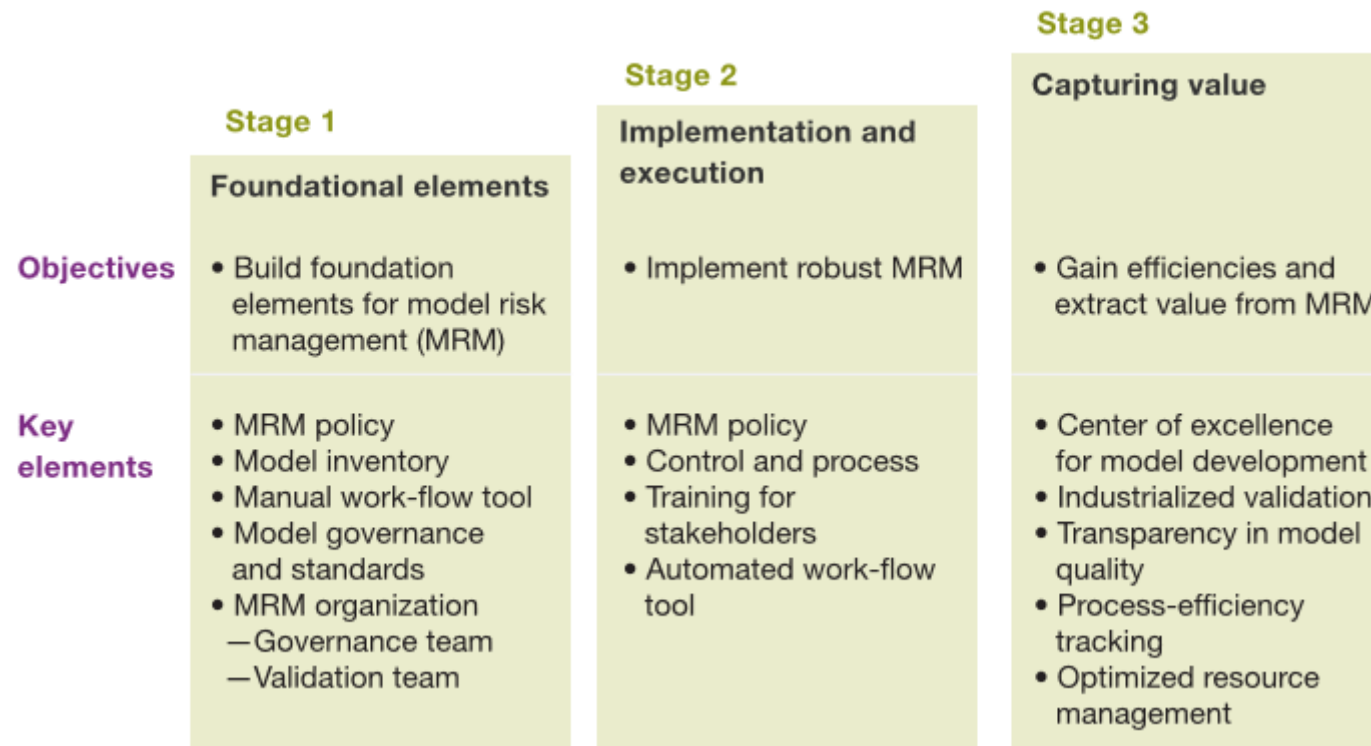 Stage 1
Foundational elements
Stage 2
Implementation and
execution
Stage 3
Capturing value
Objectives
• Build foundation
elements for model risk
management (MRM)
• Implement robust MRM
• Gain efficiencies and
extract value from MRM
Key
elements
• MRM policy
• Model inventory
• Manual work-flow tool
• Model governance
and standards
• MRM organization
—Governance team
—Validation team
• MRM policy
• Control and process
• Training for
stakeholders
• Automated work-flow
tool
• Center of excellence
for model development
• Industrialized validation
• Transparency in model
quality
• Process-efficiency
tracking
• Optimized resource
management